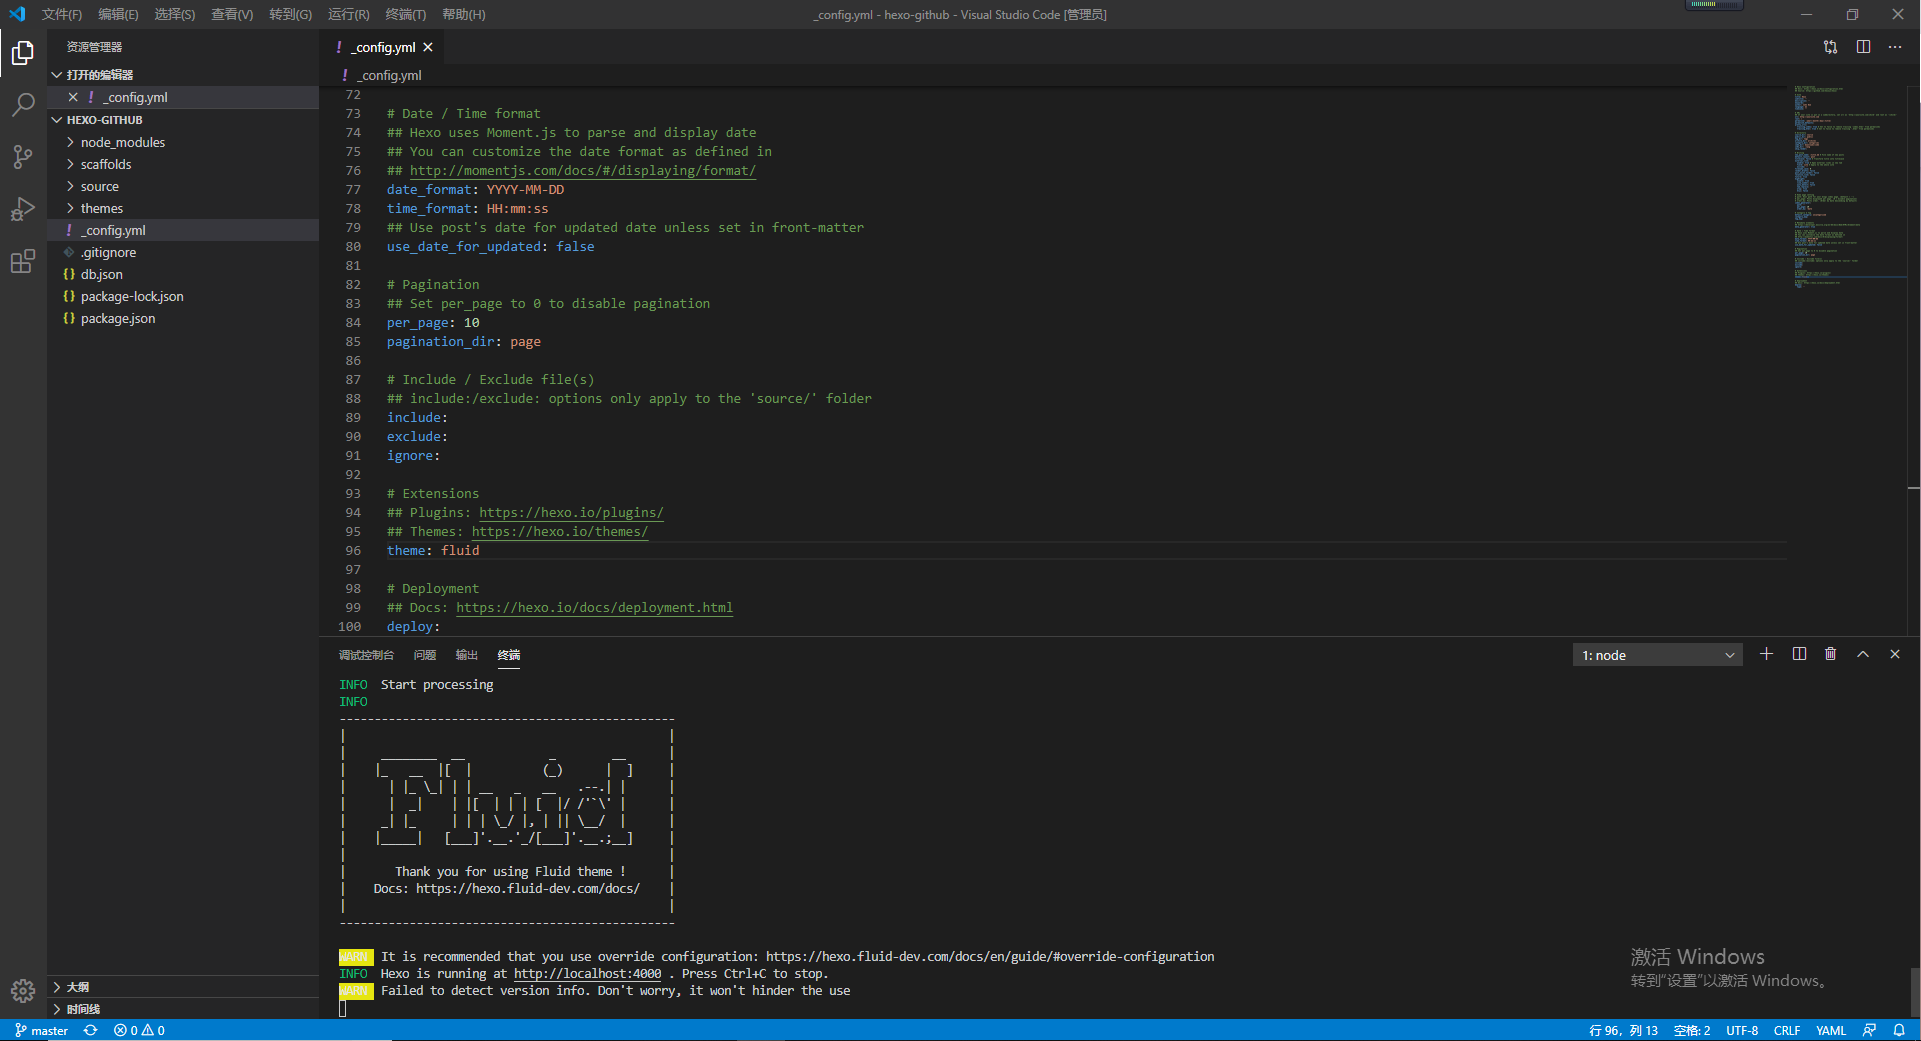 文件(F) 编辑(E) 选择(S) 查看(V) 转到(G) 运行(R) 终端(T) 帮助(H)
_config.yml - hexo-github - Visual Studio Code [管理员]
资源管理器
打开的编辑器
! _config.yml
HEXO-GITHUB
node_modules
scaffolds
source
themes
! _config.yml
.gitignore
{} db.json
{} package-lock.json
{} package.json
大纲
时间线
! _config.yml
! _config.yml
72
73 # Date / Time format
74 ## Hexo uses Moment.js to parse and display date
75 ## You can customize the date format as defined in
76 ## http://momentjs.com/docs/#/displaying/format/
77 date_format: YYYY-MM-DD
78 time_format: HH:mm:ss
79 ## Use post's date for updated date unless set in front-matter
80 use_date_for_updated: false
81
82 # Pagination
83 ## Set per_page to 0 to disable pagination
84 per_page: 10
85 pagination_dir: page
86
87 # Include / Exclude file(s)
88 ## include:/exclude: options only apply to the 'source/' folder
89 include:
90 exclude:
91 ignore:
92
93 # Extensions
94 ## Plugins: https://hexo.io/plugins/
95 ## Themes: https://hexo.io/themes/
96 theme: fluid
97
98 # Deployment
99 ## Docs: https://hexo.io/docs/deployment.html
100 deploy:
调试控制台 问题 输出 终端
1: node
INFO Start processing
INFO
Fluid
Thank you for using Fluid theme !
Docs: https://hexo.fluid-dev.com/docs/
WARN It is recommended that you use override configuration: https://hexo.fluid-dev.com/docs/en/guide/#override-configuration
INFO Hexo is running at http://localhost:4000 . Press Ctrl+C to stop.
WARN Failed to detect version info. Don't worry, it won't hinder the use
激活 Windows
转到"设置"以激活 Windows。
master 0 0
行 96，列 13 空格: 2 UTF-8 CRLF YAML